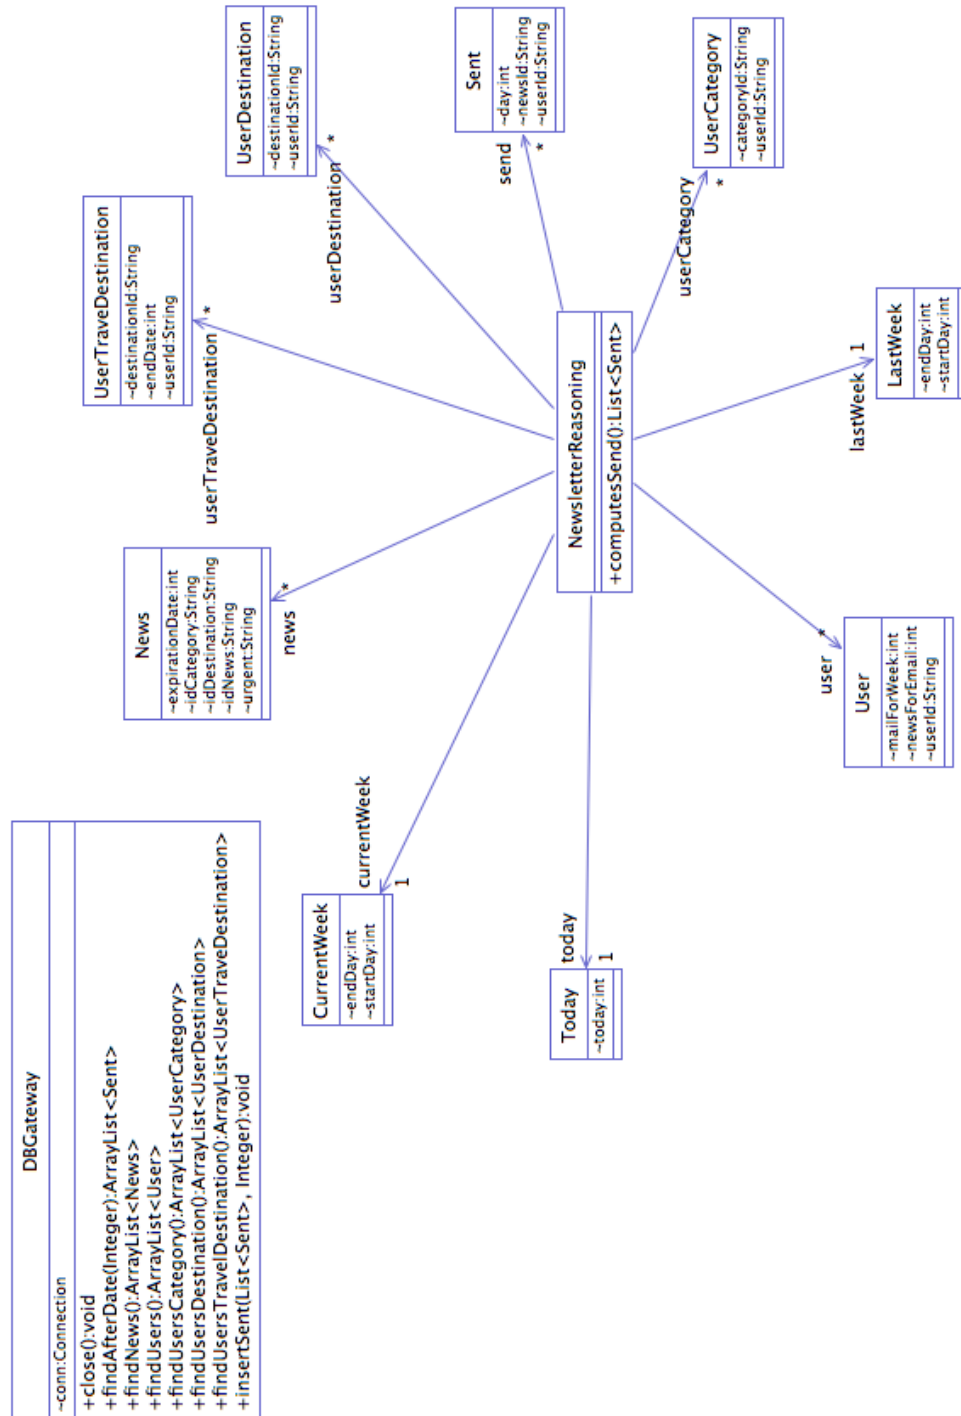 DBGateway
~conn:Connection
+close():void
+findAfterDate(Integer):ArrayList<Sent>
+findNews():ArrayList<News>
+findUsers():ArrayList<User>
+findUsersCategory():ArrayList<UserCategory>
+findUsersDestination():ArrayList<UserDestination>
+findUsersTravelDestination():ArrayList<UserTraveDestination>
+insertSent(List<Sent>, Integer):void
News
~expirationDate:int
~idCategory:String
~idDestination:String
~idNews:String
~urgent:String
news
*
UserTraveDestination
~destinationId:String
~endDate:int
~userId:String
userTraveDestination
*
UserDestination
~destinationId:String
~userId:String
userDestination
*
CurrentWeek
~endDay:int
~startDay:int
currentWeek
1
Sent
~day:int
~newsId:String
~userId:String
send
*
Today
~today:int
today
1
NewsletterReasoning
+computesSend():List<Sent>
UserCategory
~categoryId:String
~userId:String
userCategory
*
User
~mailForWeek:int
~newsForEmail:int
~userId:String
user
*
LastWeek
~endDay:int
~startDay:int
lastWeek
1